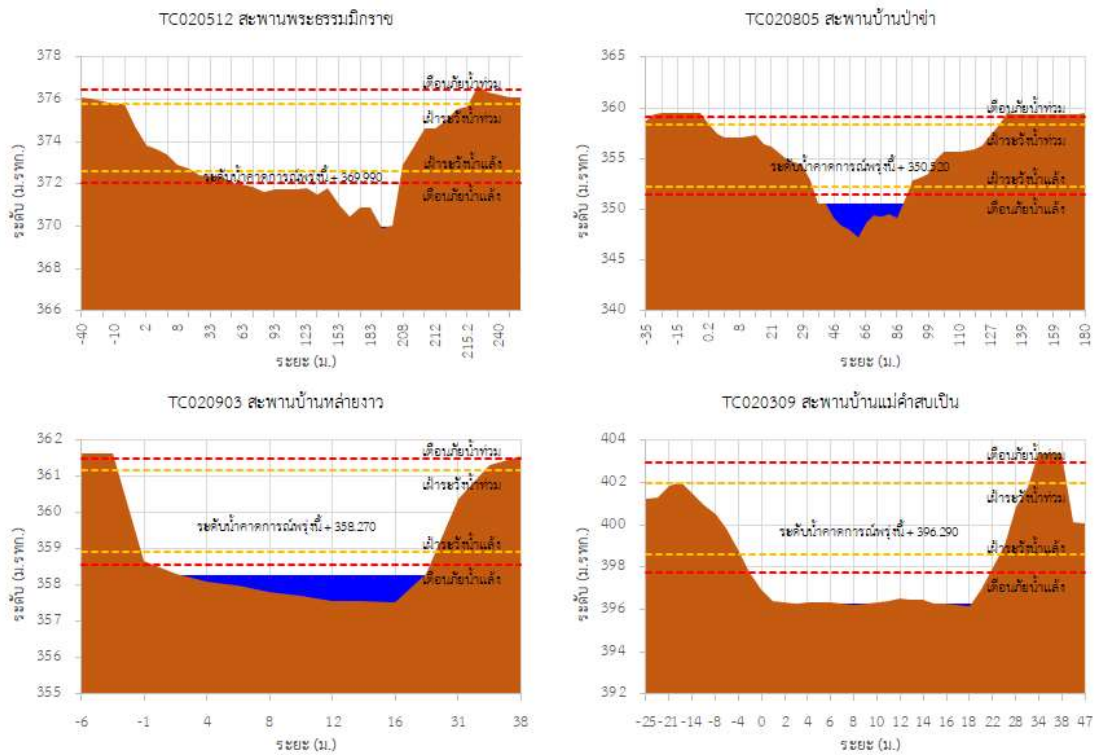 TC020512 สะพานพระธรรมมิกราช
378
376
374
372
370
368
366
ระดับ (ม.รทก.)
เตือนภัยน้ำท่วม
เฝ้าระวังน้ำท่วม
เฝ้าระวังน้ำแล้ง
ระดับน้ำคาดการณ์พรุ่งนี้ + 369.990
เตือนภัยน้ำแล้ง
-40 -10 2 8 33 63 93 123 153 183 208 212 215.2 240
ระยะ (ม.)
TC020805 สะพานบ้านป่าข่า
365
360
355
350
345
340
ระดับ (ม.รทก.)
เตือนภัยน้ำท่วม
เฝ้าระวังน้ำท่วม
ระดับน้ำคาดการณ์พรุ่งนี้ + 350.520
เฝ้าระวังน้ำแล้ง
เตือนภัยน้ำแล้ง
-35 -15 0.2 8 21 29 46 66 86 99 110 127 139 159 180
ระยะ (ม.)
TC020903 สะพานบ้านหล่ายงาว
362
361
360
359
358
357
356
355
ระดับ (ม.รทก.)
เตือนภัยน้ำท่วม
เฝ้าระวังน้ำท่วม
ระดับน้ำคาดการณ์พรุ่งนี้ + 358.270
เฝ้าระวังน้ำแล้ง
เตือนภัยน้ำแล้ง
-6 -1 4 8 12 16 31 38
ระยะ (ม.)
TC020309 สะพานบ้านแม่คำสบเปิน
404
402
400
398
396
394
392
ระดับ (ม.รทก.)
เตือนภัยน้ำท่วม
เฝ้าระวังน้ำท่วม
ระดับน้ำคาดการณ์พรุ่งนี้ + 396.290
เฝ้าระวังน้ำแล้ง
เตือนภัยน้ำแล้ง
-25 -21 -14 -8 -4 0 2 6 8 10 12 14 16 18 22 28 34 38 47
ระยะ (ม.)